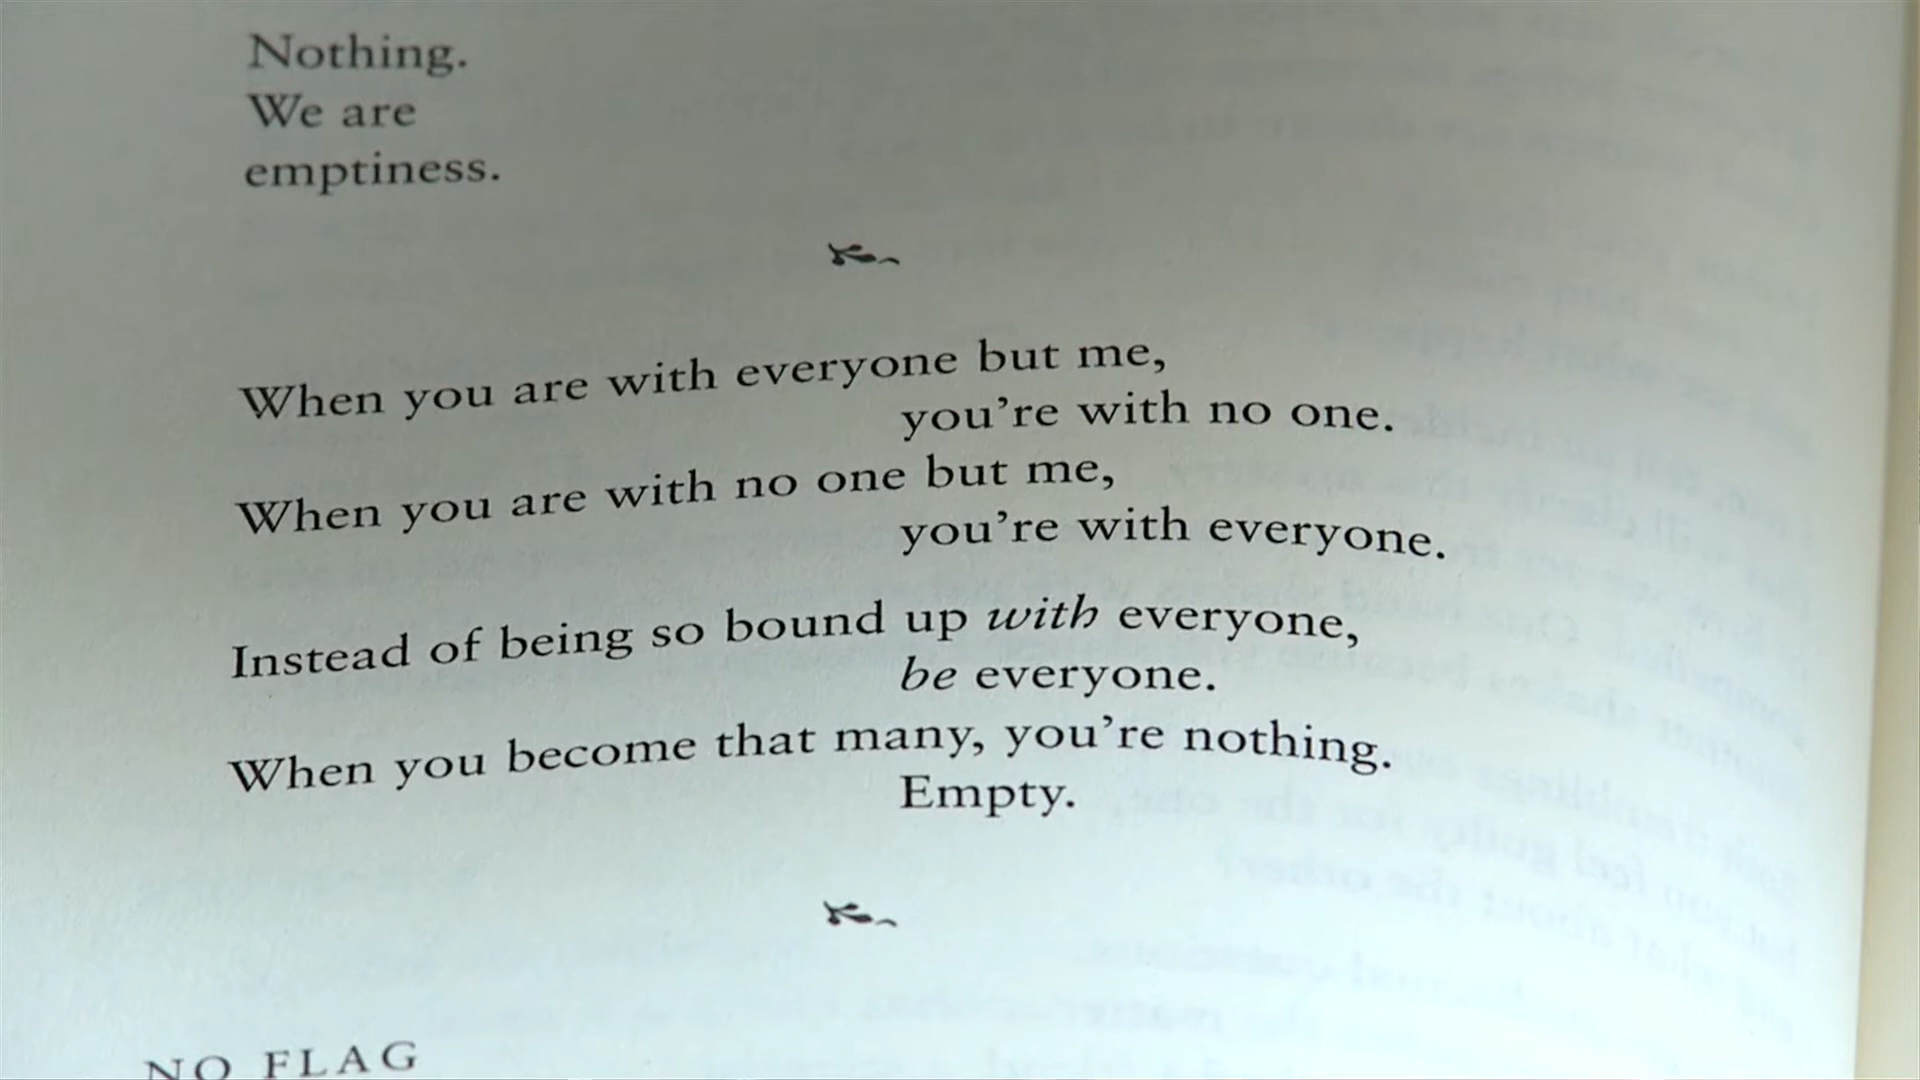 Nothing.
We are
emptiness.
When you are with everyone but me,
you're with no one.
When you are with no one but me,
you're with everyone.
Instead of being so bound up with everyone,
be everyone.
When you become that many, you're nothing.
Empty.
NO FLAG